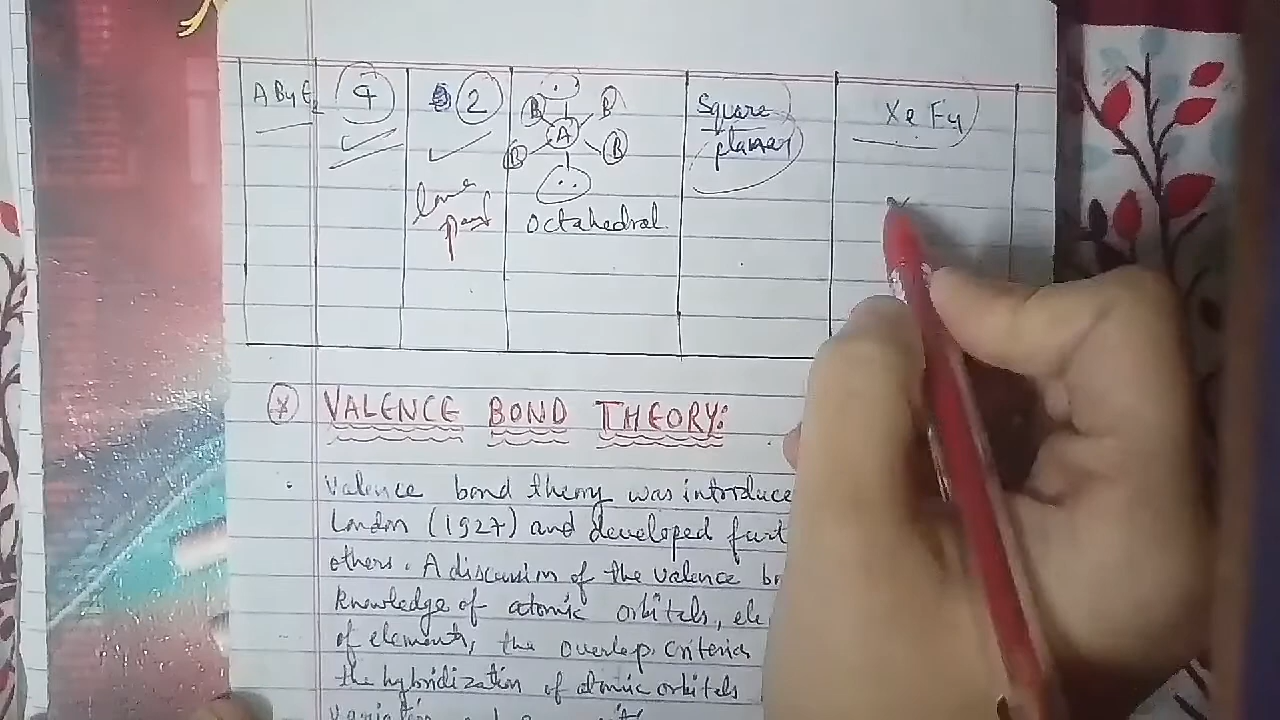 AB4E2 4 2 B B A B B Square XeF4
planar
lone
pair
octahedral
VALENCE BOND THEORY:
Valence bond theory was introduce
London (1927) and developed furt
others. A discussion of the valence b
knowledge of atomic orbitals, ele
of elements, the overlap criteria
the hybridization of atomic orbitals